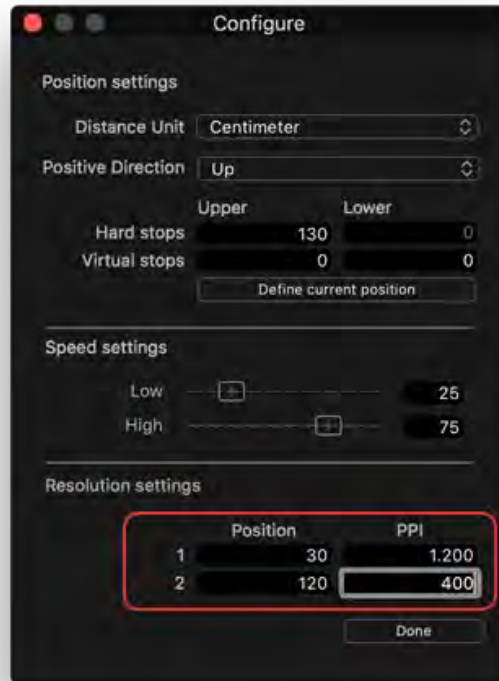 Configure
Position settings
Distance Unit Centimeter
Positive Direction Up
Upper Lower
Hard stops 130 0
Virtual stops 0 0
Define current position
Speed settings
Low 25
High 75
Resolution settings
Position PPI
1 30 1.200
2 120 400
Done